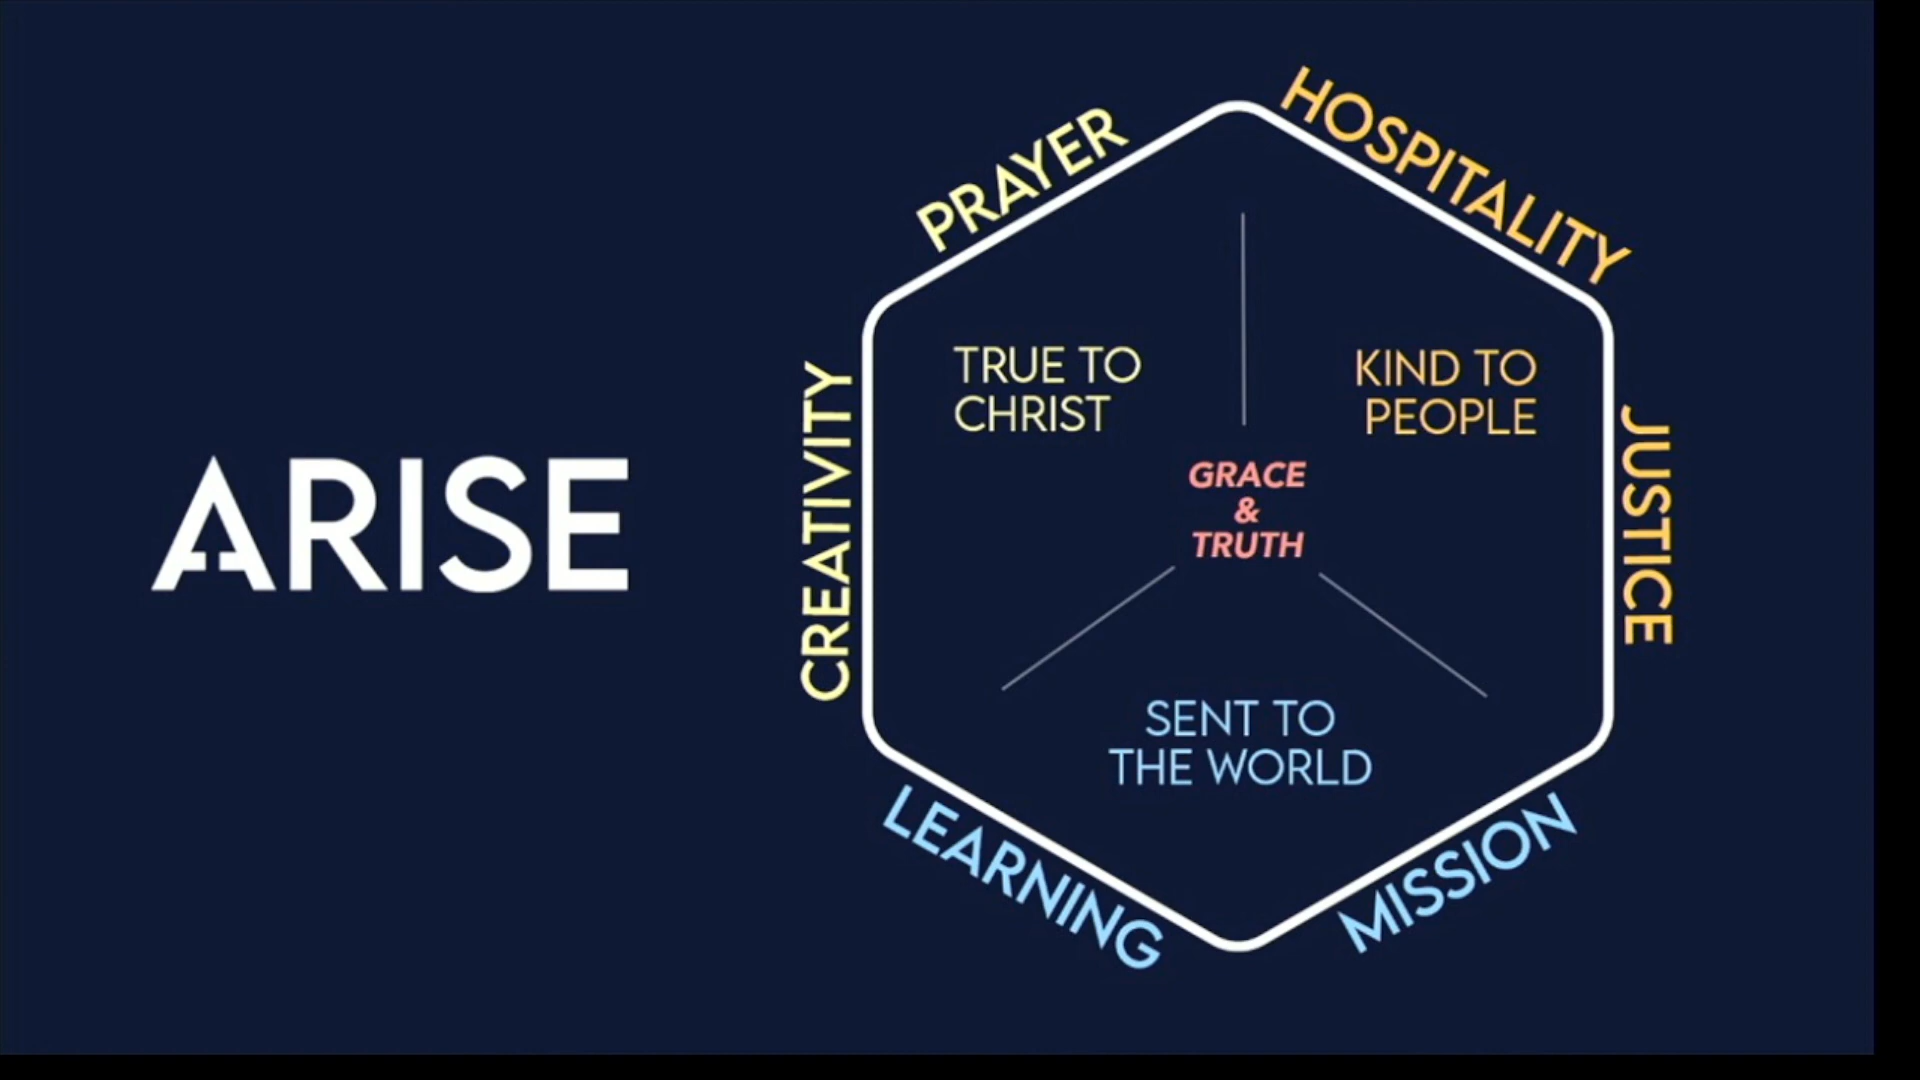 ARISE
PRAYER
HOSPITALITY
CREATIVITY
TRUE TO
CHRIST
KIND TO
PEOPLE
JUSTICE
GRACE
&
TRUTH
SENT TO
THE WORLD
LEARNING
MISSION